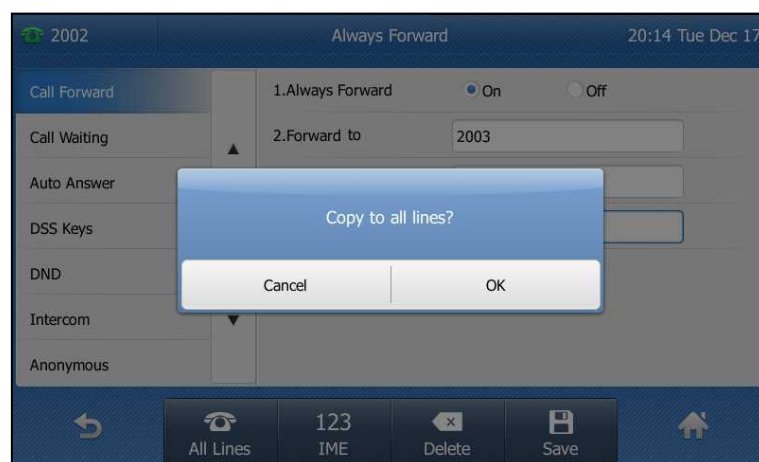 2002
Always Forward
20:14 Tue Dec 17
Call Forward
Call Waiting
Auto Answer
DSS Keys
DND
Intercom
Anonymous
1.Always Forward
On
Off
2.Forward to
2003
Copy to all lines?
Cancel
OK
All Lines
123
IME
Delete
Save